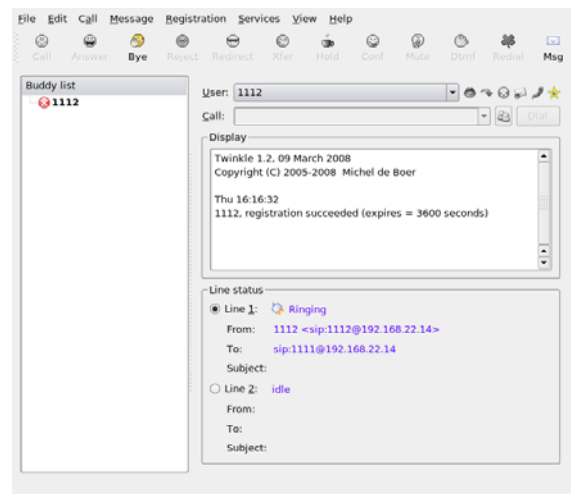 File Edit Call Message Registration Services View Help
Call Answer Bye Reject Redirect Xfer Hold Conf Mute Dtmf Redial Msg
Buddy list
1112
User: 1112
Call: Dial
Display
Twinkle 1.2, 09 March 2008
Copyright (C) 2005-2008 Michel de Boer
Thu 16:16:32
1112, registration succeeded (expires = 3600 seconds)
Line status
Line 1: Ringing
From: 1112 <sip:1112@192.168.22.14>
To: sip:1111@192.168.22.14
Subject:
Line 2: idle
From:
To:
Subject: